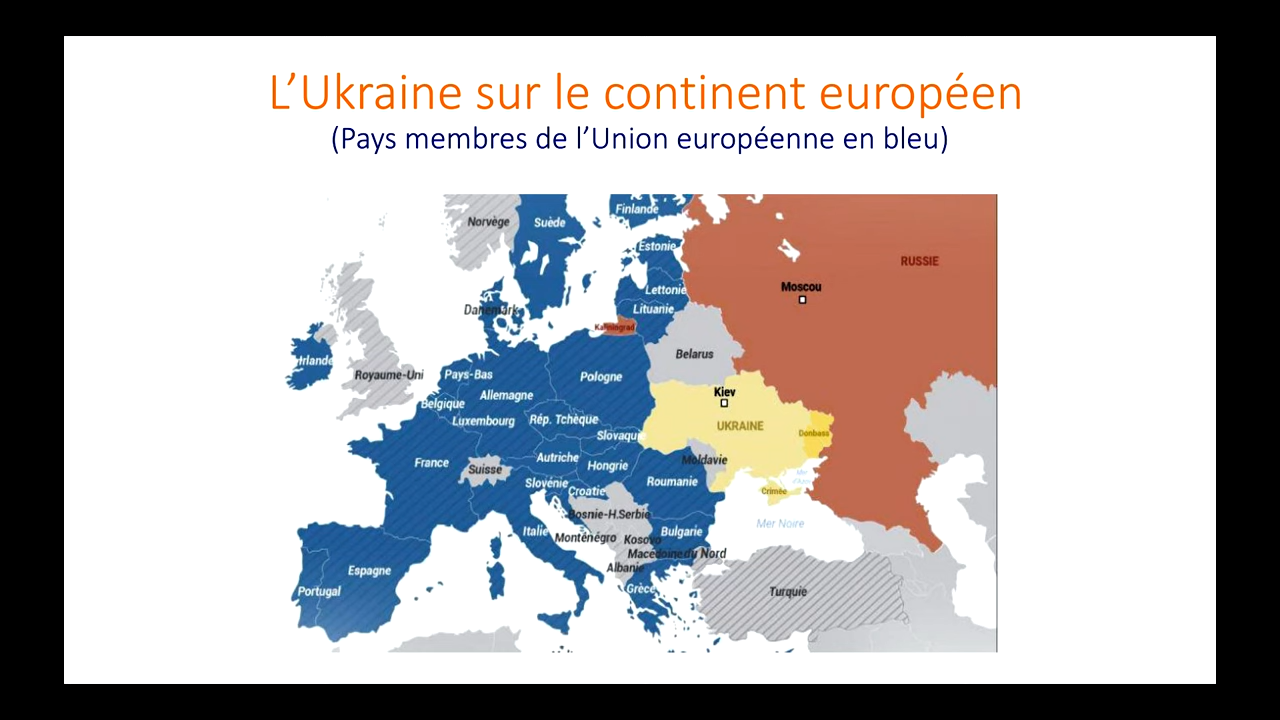 L’Ukraine sur le continent européen
(Pays membres de l’Union européenne en bleu)
Norvège
Suède
Finlande
Estonie
RUSSIE
Moscou
Lettonie
Lituanie
Danemark
Kaliningrad
Belarus
Irlande
Royaume-Uni
Pays-Bas
Pologne
Allemagne
Kiev
Belgique
Luxembourg
Rép. Tchèque
UKRAINE
Donbass
Slovaqu
Autriche
Moldavie
France
Suisse
Hongrie
Mer
Slovénie
Roumanie
Croatie
Crimée
Bosnie-H.
Serbie
Mer Noire
Italie
Monténégro
Kosovo
Bulgarie
Macédoine du Nord
Albanie
Espagne
Portugal
Grèce
Turquie